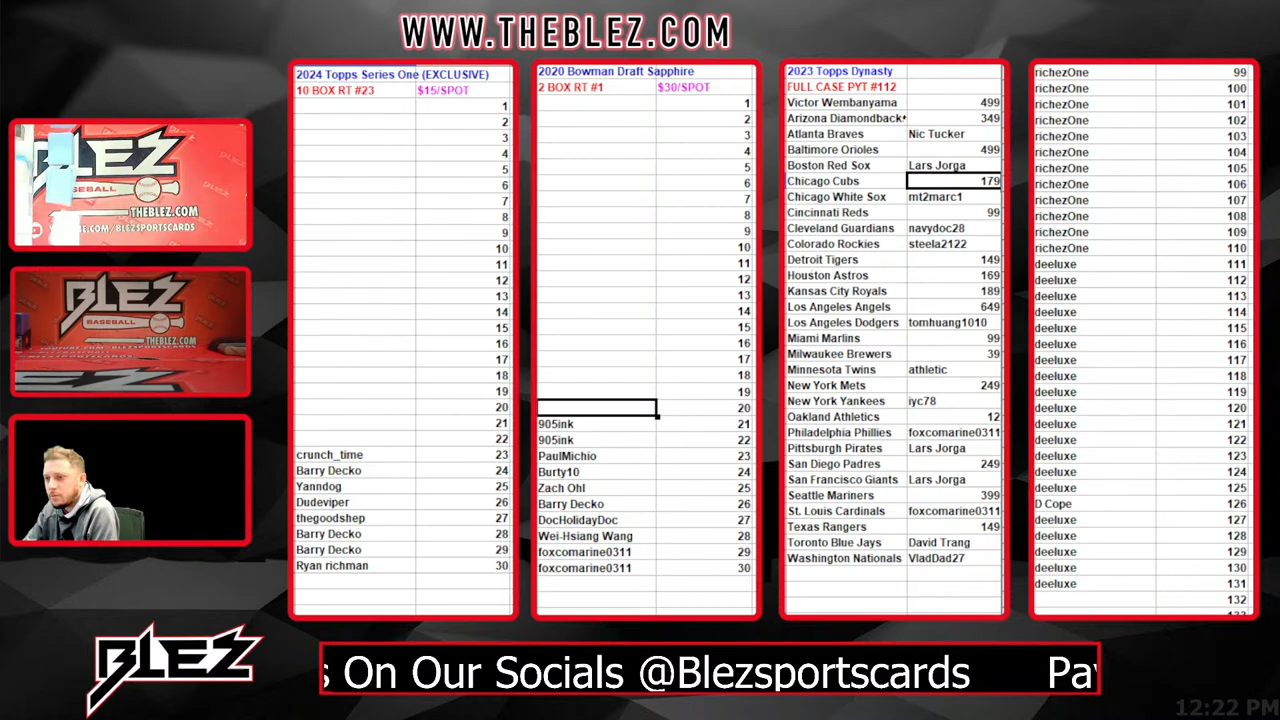 WWW.THEBLEZ.COM
BLEZ
BASEBALL
THEBLEZ.COM
BLEZ
BASEBALL
THEBLEZ.COM
2024 Topps Series One (EXCLUSIVE)
10 BOX RT #23 $15/SPOT
1
2
3
4
5
6
7
8
9
10
11
12
13
14
15
16
17
18
19
20
21
22
crunch_time 23
Barry Decko 24
Yanndog 25
Dudeviper 26
thegoodshep 27
Barry Decko 28
Barry Decko 29
Ryan richman 30
2020 Bowman Draft Sapphire
2 BOX RT #1 $30/SPOT
1
2
3
4
5
6
7
8
9
10
11
12
13
14
15
16
17
18
19
20
905ink 21
905ink 22
PaulMichio 23
Burty10 24
Zach Ohl 25
Barry Decko 26
DocHolidayDoc 27
Wei-Hsiang Wang 28
foxcomarine0311 29
foxcomarine0311 30
2023 Topps Dynasty
FULL CASE PYT #112
Victor Wembanyama 499
Arizona Diamondback 349
Atlanta Braves Nic Tucker
Baltimore Orioles 499
Boston Red Sox Lars Jorga
Chicago Cubs 179
Chicago White Sox mt2marc1
Cincinnati Reds 99
Cleveland Guardians navydoc28
Colorado Rockies steela2122
Detroit Tigers 149
Houston Astros 169
Kansas City Royals 189
Los Angeles Angels 649
Los Angeles Dodgers tomhuang1010
Miami Marlins 99
Milwaukee Brewers 39
Minnesota Twins athletic
New York Mets 249
New York Yankees iyc78
Oakland Athletics 12
Philadelphia Phillies foxcomarine0311
Pittsburgh Pirates Lars Jorga
San Diego Padres 249
San Francisco Giants Lars Jorga
Seattle Mariners 399
St. Louis Cardinals foxcomarine0311
Texas Rangers 149
Toronto Blue Jays David Trang
Washington Nationals VladDad27
richezOne 99
richezOne 100
richezOne 101
richezOne 102
richezOne 103
richezOne 104
richezOne 105
richezOne 106
richezOne 107
richezOne 108
richezOne 109
richezOne 110
deeluxe 111
deeluxe 112
deeluxe 113
deeluxe 114
deeluxe 115
deeluxe 116
deeluxe 117
deeluxe 118
deeluxe 119
deeluxe 120
deeluxe 121
deeluxe 122
deeluxe 123
deeluxe 124
deeluxe 125
D Cope 126
deeluxe 127
deeluxe 128
deeluxe 129
deeluxe 130
deeluxe 131
132
BLEZ
s On Our Socials @Blezsportscards Pa
12:22 PM